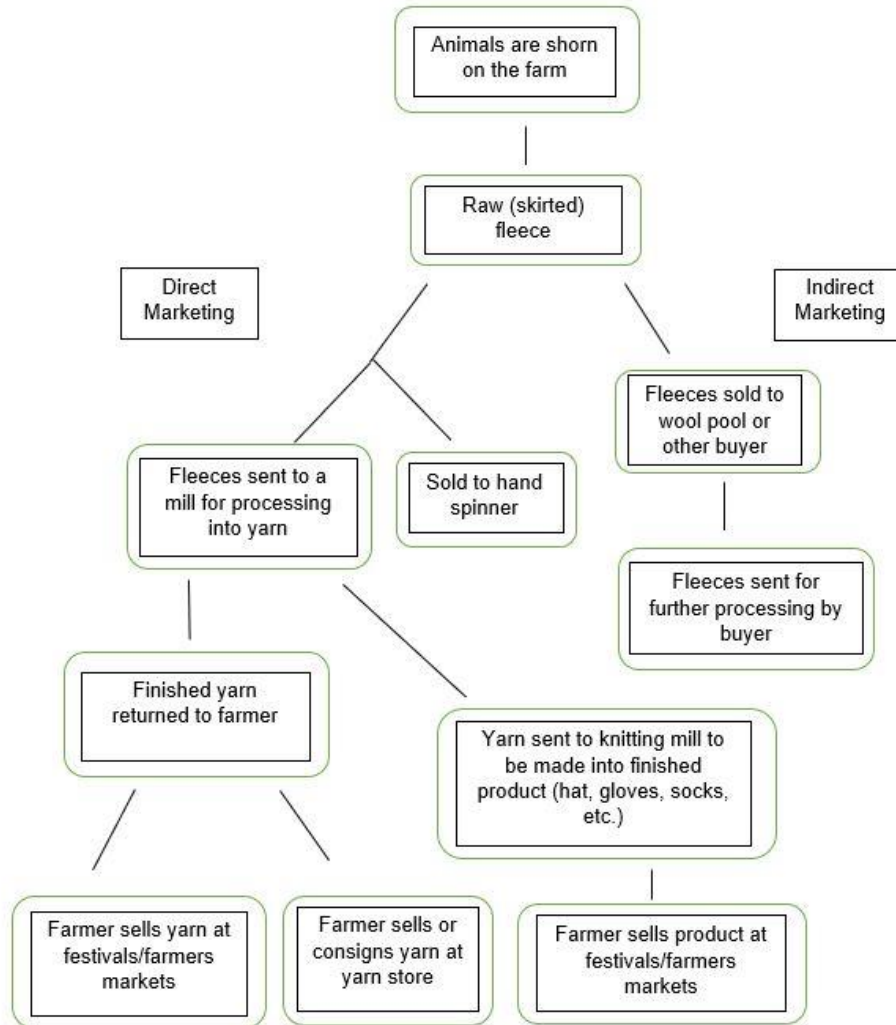 Animals are shorn
on the farm
Raw (skirted)
fleece
Direct
Marketing
Indirect
Marketing
Fleeces sold to
wool pool or
other buyer
Fleeces sent to a
mill for processing
into yarn
Sold to hand
spinner
Fleeces sent for
further processing by
buyer
Finished yarn
returned to farmer
Yarn sent to knitting mill to
be made into finished
product (hat, gloves, socks,
etc.)
Farmer sells yarn at
festivals/farmers
markets
Farmer sells or
consigns yarn at
yarn store
Farmer sells product at
festivals/farmers
markets